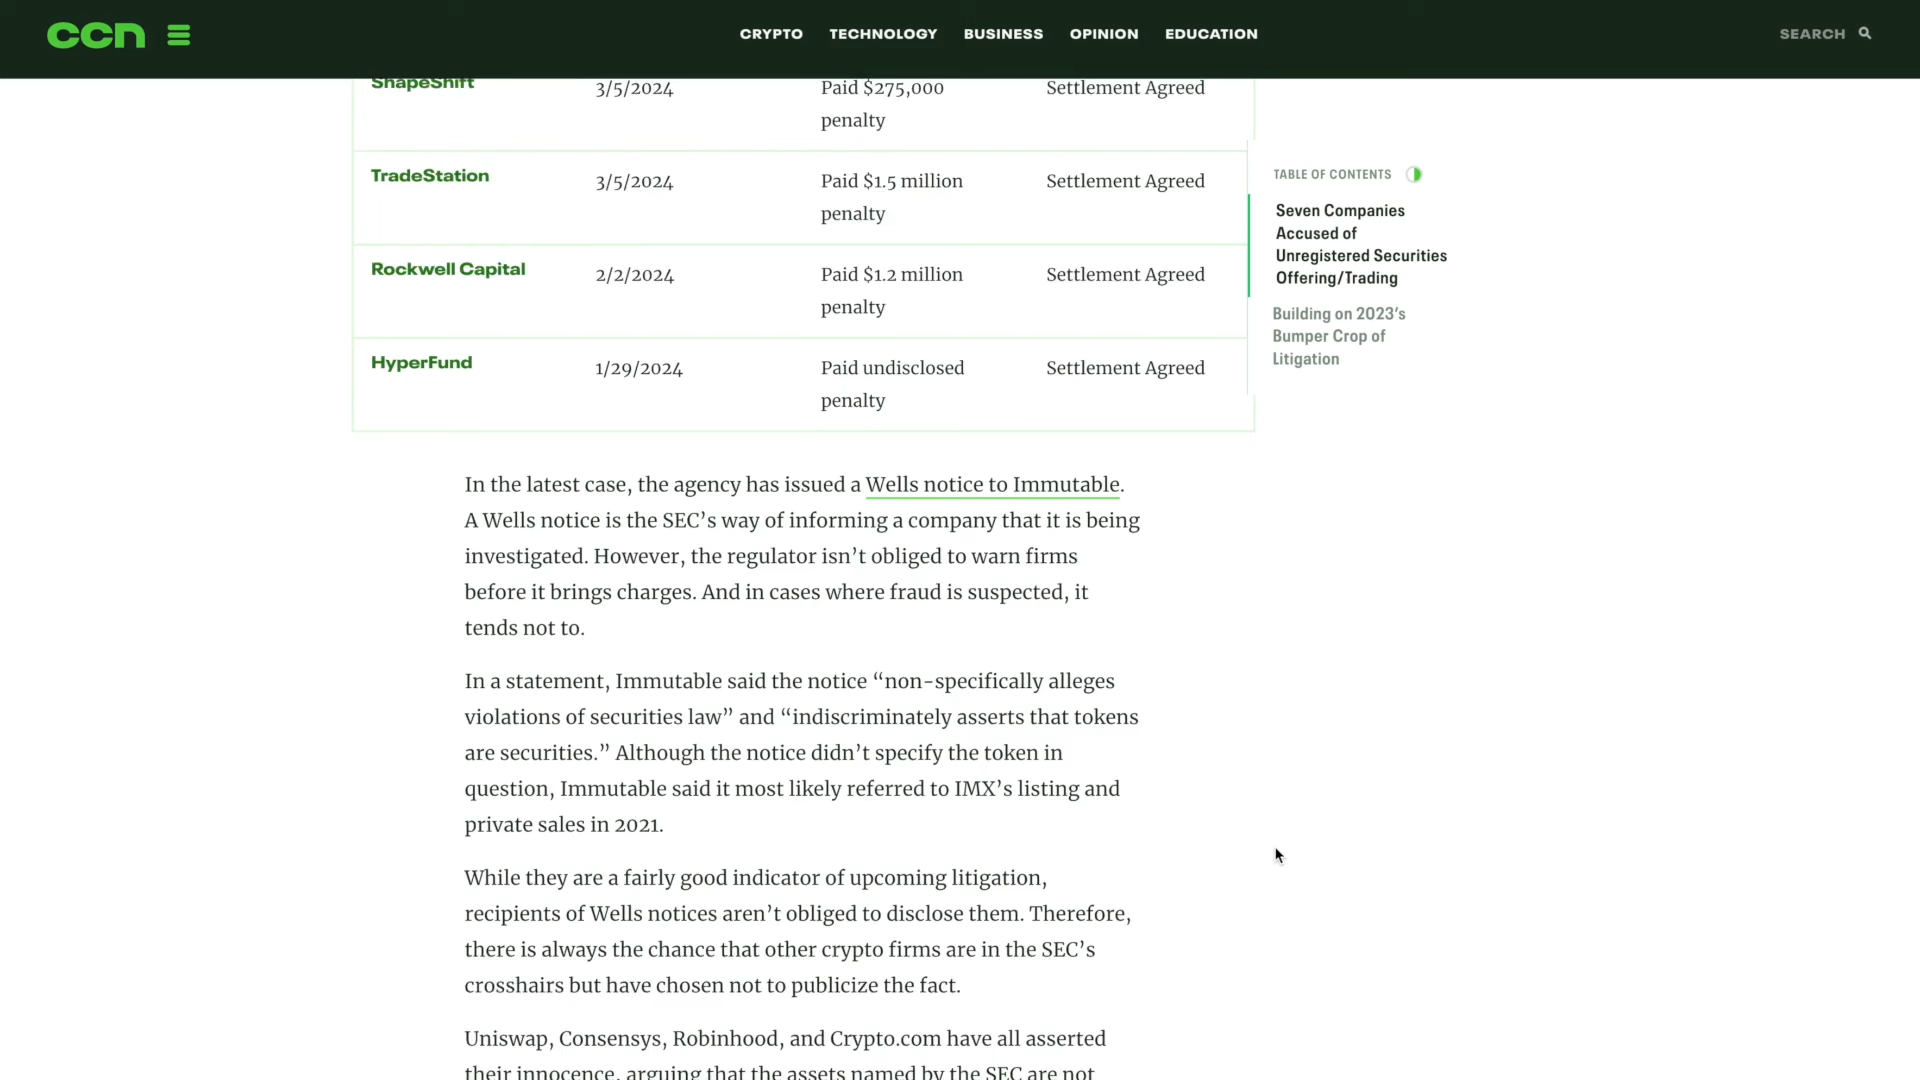 ccn
CRYPTO TECHNOLOGY BUSINESS OPINION EDUCATION
SEARCH
ShapeShift 3/5/2024 Paid $275,000 Settlement Agreed
penalty
TradeStation 3/5/2024 Paid $1.5 million Settlement Agreed
penalty
Rockwell Capital 2/2/2024 Paid $1.2 million Settlement Agreed
penalty
HyperFund 1/29/2024 Paid undisclosed Settlement Agreed
penalty
TABLE OF CONTENTS
Seven Companies
Accused of
Unregistered Securities
Offering/Trading
Building on 2023’s
Bumper Crop of
Litigation
In the latest case, the agency has issued a Wells notice to Immutable.
A Wells notice is the SEC’s way of informing a company that it is being
investigated. However, the regulator isn’t obliged to warn firms
before it brings charges. And in cases where fraud is suspected, it
tends not to.
In a statement, Immutable said the notice “non-specifically alleges
violations of securities law” and “indiscriminately asserts that tokens
are securities.” Although the notice didn’t specify the token in
question, Immutable said it most likely referred to IMX’s listing and
private sales in 2021.
While they are a fairly good indicator of upcoming litigation,
recipients of Wells notices aren’t obliged to disclose them. Therefore,
there is always the chance that other crypto firms are in the SEC’s
crosshairs but have chosen not to publicize the fact.
Uniswap, Consensys, Robinhood, and Crypto.com have all asserted
their innocence, arguing that the assets named by the SEC are not